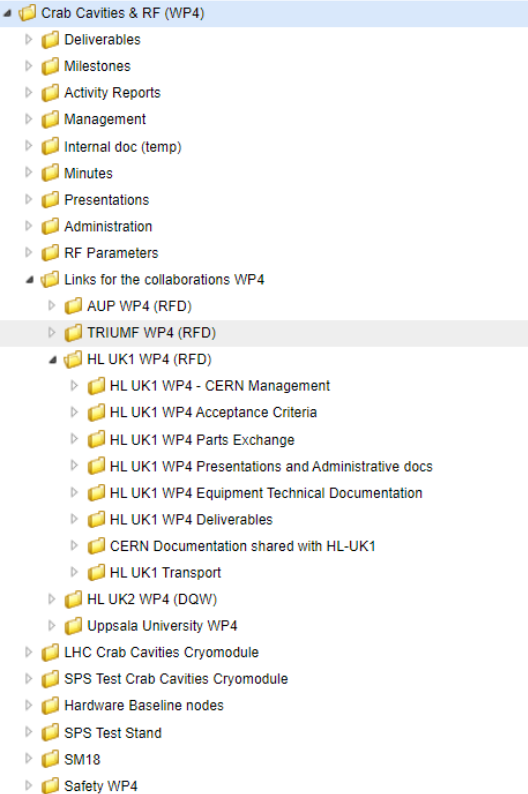 Crab Cavities & RF (WP4)
Deliverables
Milestones
Activity Reports
Management
Internal doc (temp)
Minutes
Presentations
Administration
RF Parameters
Links for the collaborations WP4
AUP WP4 (RFD)
TRIUMF WP4 (RFD)
HL UK1 WP4 (RFD)
HL UK1 WP4 - CERN Management
HL UK1 WP4 Acceptance Criteria
HL UK1 WP4 Parts Exchange
HL UK1 WP4 Presentations and Administrative docs
HL UK1 WP4 Equipment Technical Documentation
HL UK1 WP4 Deliverables
CERN Documentation shared with HL-UK1
HL UK1 Transport
HL UK2 WP4 (DQW)
Uppsala University WP4
LHC Crab Cavities Cryomodule
SPS Test Crab Cavities Cryomodule
Hardware Baseline nodes
SPS Test Stand
SM18
Safety WP4